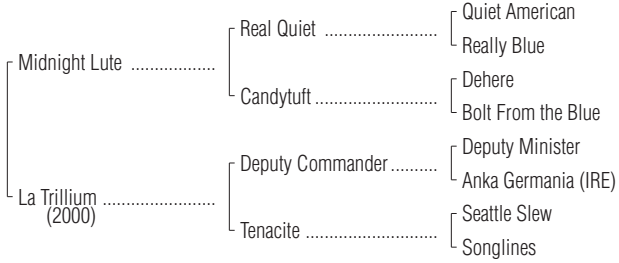 Quiet American
Real Quiet ......................
Really Blue
Midnight Lute ...................
Dehere
Candytuft ........................
Bolt From the Blue
Deputy Minister
Deputy Commander ..........
Anka Germania (IRE)
La Trillium .........................
(2000)
Seattle Slew
Tenacite ..........................
Songlines